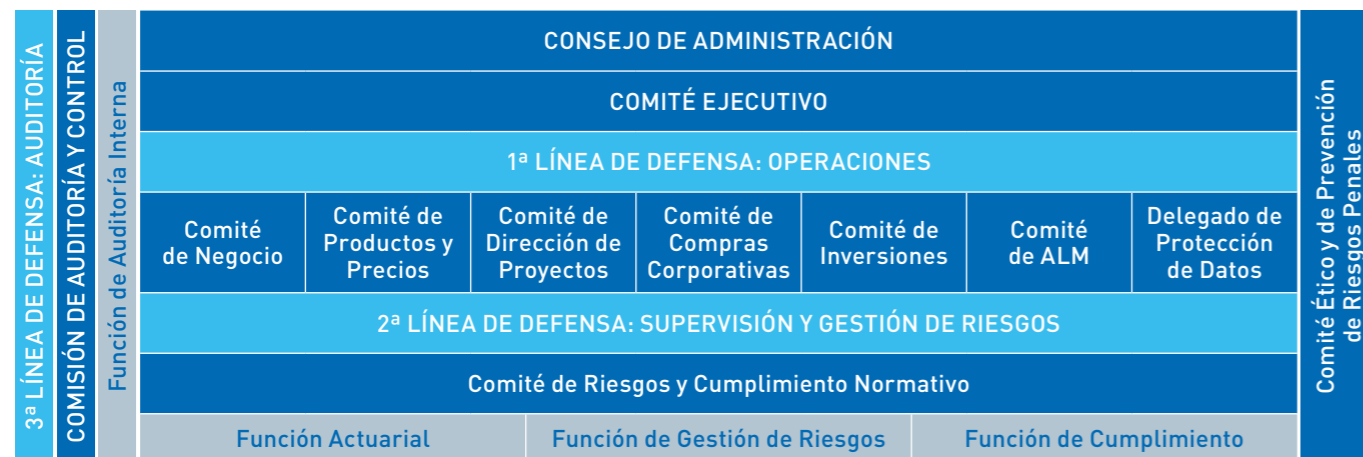 3ª LÍNEA DE DEFENSA: AUDITORÍA
COMISIÓN DE AUDITORÍA Y CONTROL
Función de Auditoría Interna
CONSEJO DE ADMINISTRACIÓN
COMITÉ EJECUTIVO
1ª LÍNEA DE DEFENSA: OPERACIONES
Comité
de Negocio
Comité de
Productos y
Precios
Comité de
Dirección de
Proyectos
Comité de
Compras
Corporativas
Comité de
Inversiones
Comité
de ALM
Delegado de
Protección
de Datos
2ª LÍNEA DE DEFENSA: SUPERVISIÓN Y GESTIÓN DE RIESGOS
Comité de Riesgos y Cumplimiento Normativo
Función Actuarial
Función de Gestión de Riesgos
Función de Cumplimiento
Comité Ético y de Prevención
de Riesgos Penales